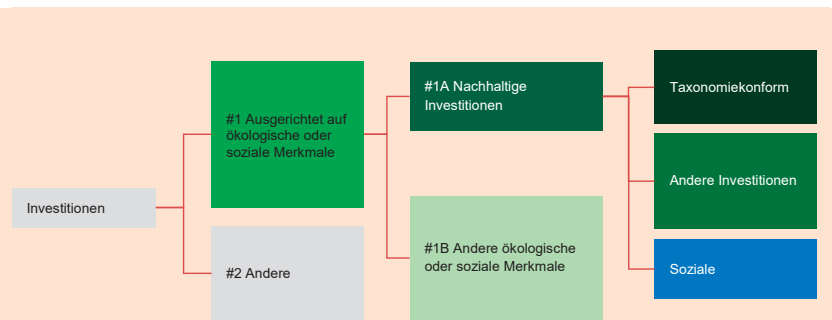 Investitionen
#1 Ausgerichtet auf
ökologische oder
soziale Merkmale
#2 Andere
#1A Nachhaltige
Investitionen
#1B Andere ökologische
oder soziale Merkmale
Taxonomiekonform
Andere Investitionen
Soziale